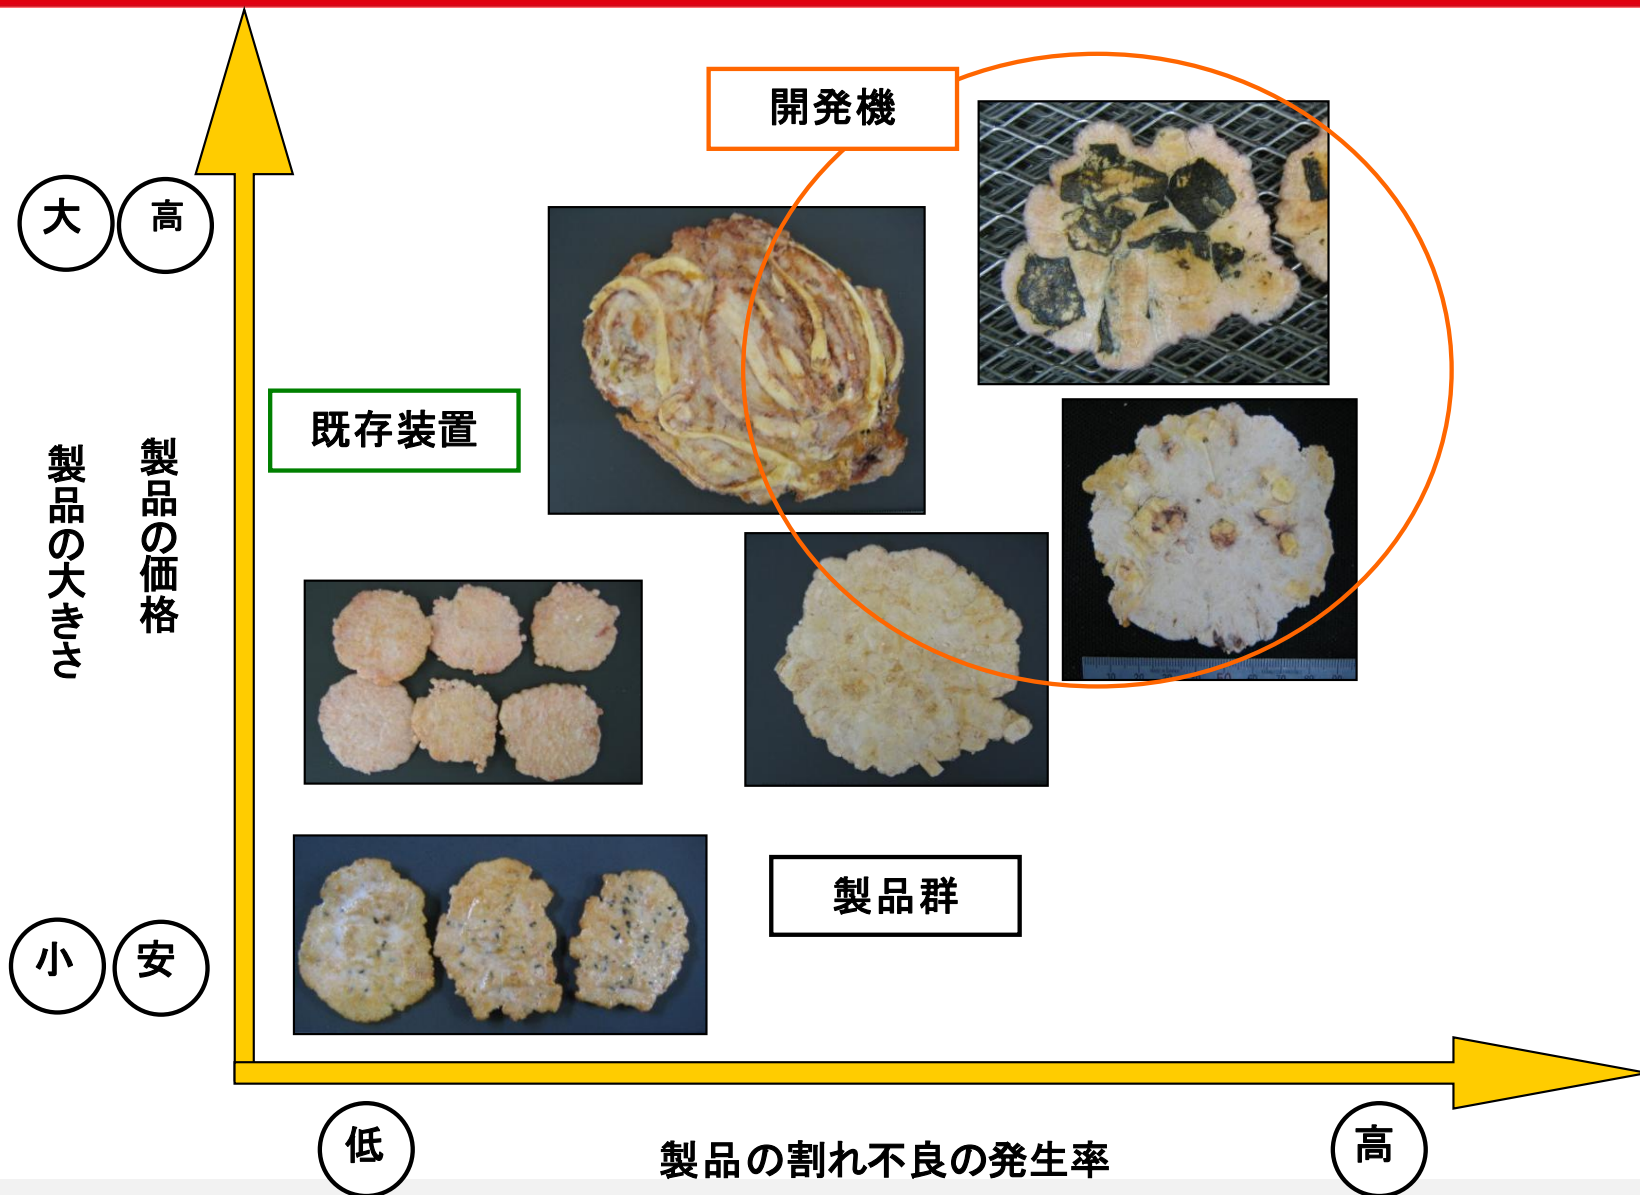 開発機
大
高
既存装置
製品の大きさ
製品の価格
製品群
小
安
低
製品の割れ不良の発生率
高